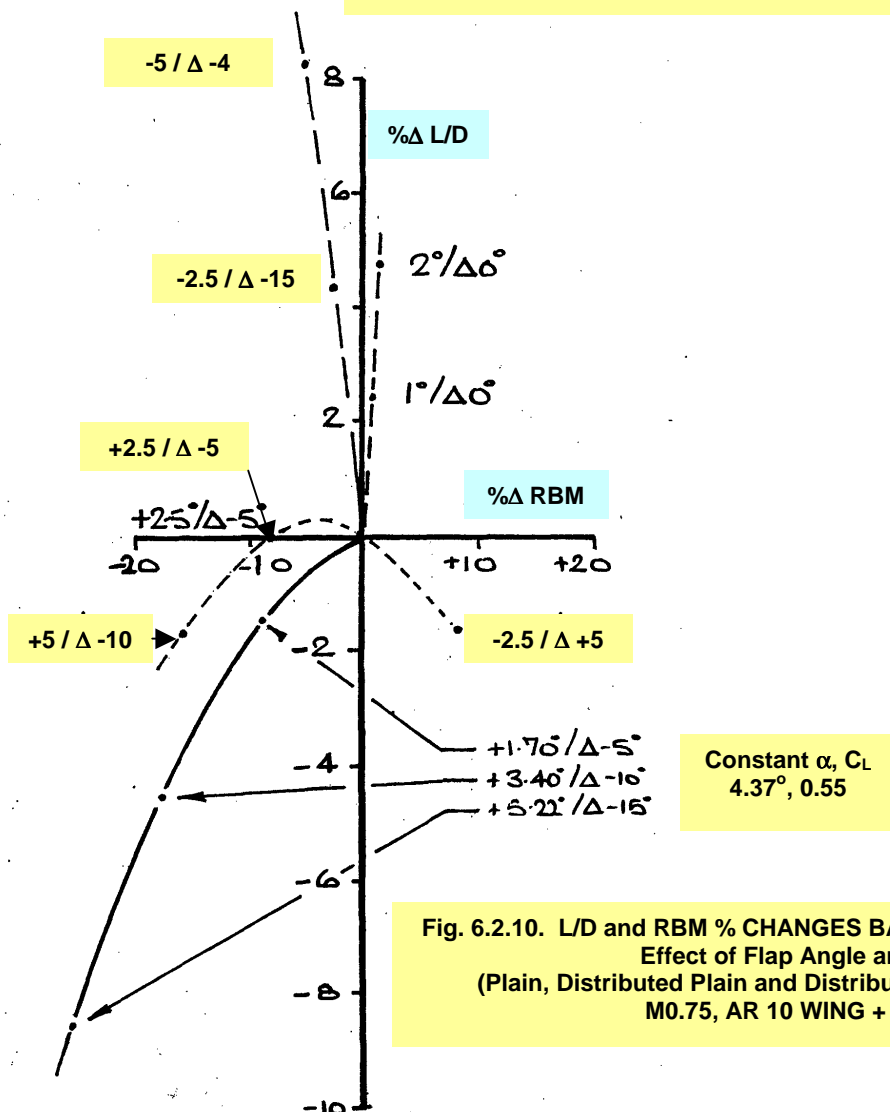 -5 / Δ -4
8
%Δ L/D
6
2°/Δ0°
-2.5 / Δ -15
1°/Δ0°
2
+2.5 / Δ -5
%Δ RBM
+2.5°/Δ-5°
-20
-10
+10
+20
+5 / Δ -10
-2
-2.5 / Δ +5
+1.70°/Δ-5°
-4
+3.40°/Δ-10°
+5.22°/Δ-15°
Constant α, CL
4.37°, 0.55
-6
Fig. 6.2.10. L/D and RBM % CHANGES BA
Effect of Flap Angle an
(Plain, Distributed Plain and Distribu
M0.75, AR 10 WING +
-8
-10